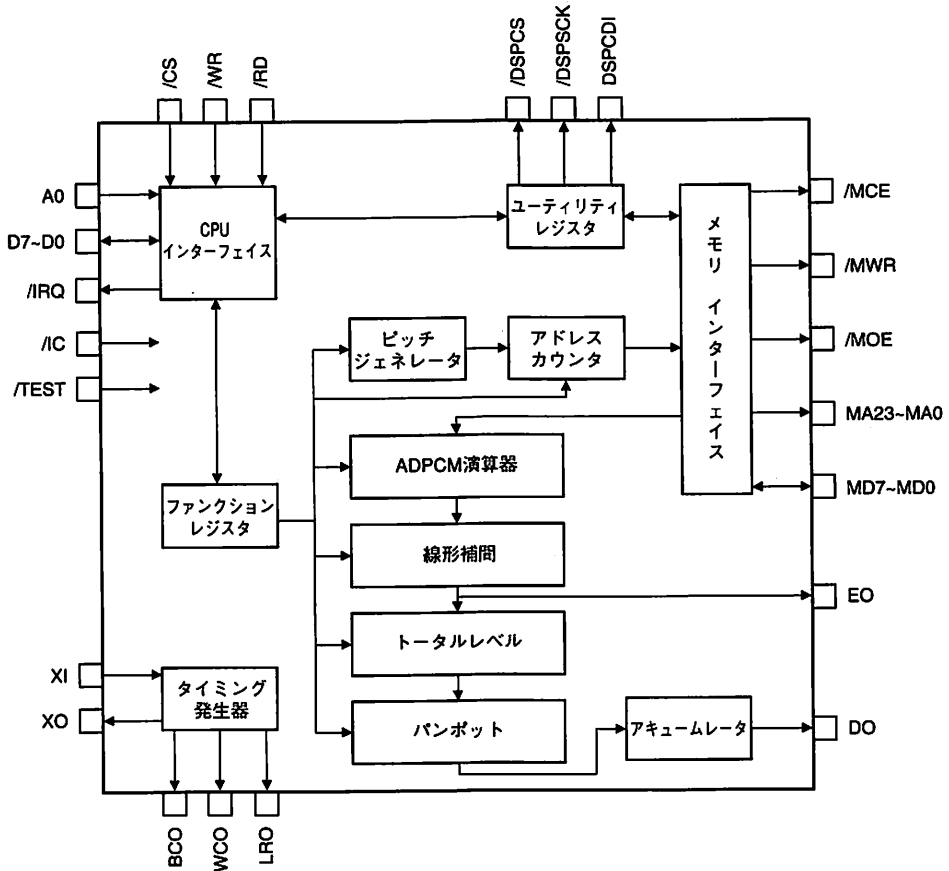 /CS
/WR
/RD
/DSPCS
/DSPSCK
DSPCDI
A0
D7~D0
/IRQ
/IC
/TEST
CPU
インターフェイス
ユーティリティ
レジスタ
メモリ インターフェイス
/MCE
/MWR
/MOE
MA23~MA0
MD7~MD0
ピッチ
ジェネレータ
アドレス
カウンタ
ADPCM演算器
ファンクション
レジスタ
線形補間
EO
トータルレベル
XI
XO
タイミング
発生器
パンポット
アキュームレータ
DO
BCO
WCO
LRO